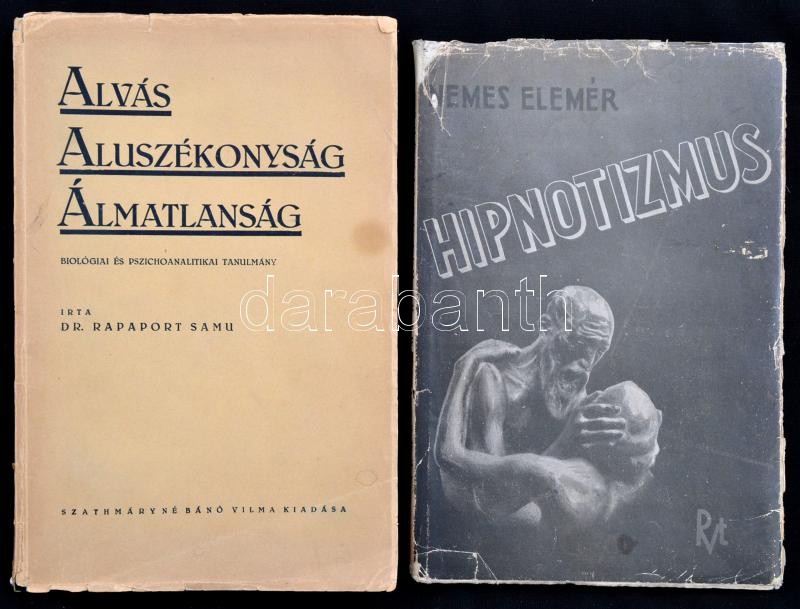 ALVÁS
ALUSZÉKONYSÁG
ÁLMATLANSÁG
BIOLÓGIAI ÉS PSZICHOANALITIKAI TANULMÁNY
IRTA
DR. RAPAPORT SAMU
SZATHMÁRYNÉ BÁNÓ VILMA KIADÁSA
NEMES ELEMÉR
HIPNOTIZMUS
Rvt
darabanth